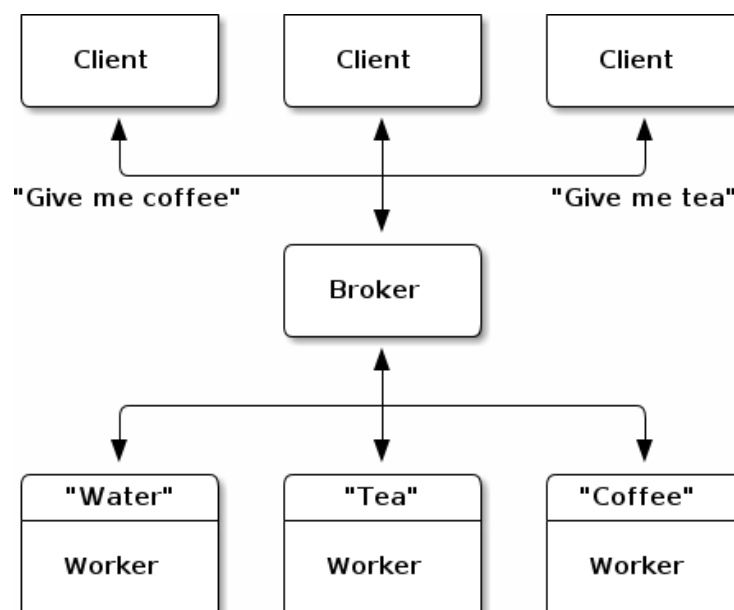 Client Client Client
"Give me coffee" "Give me tea"
Broker
"Water" "Tea" "Coffee"
Worker Worker Worker